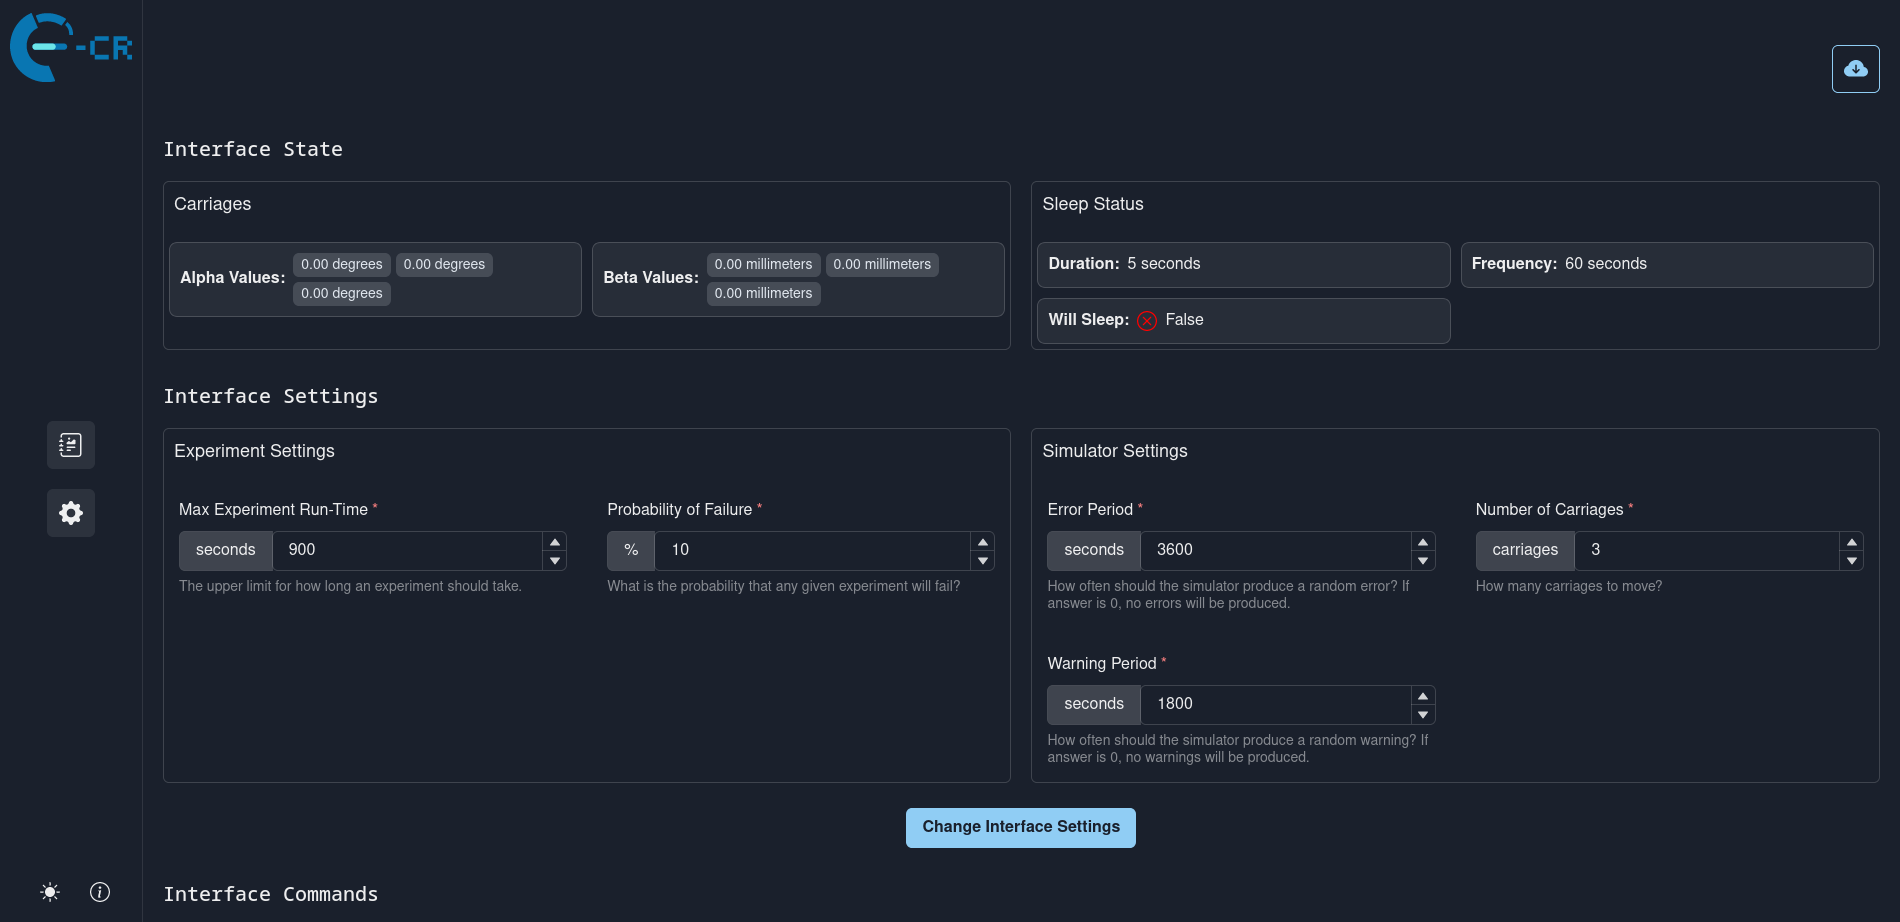 -CR
Interface State
Carriages
Alpha Values: 0.00 degrees 0.00 degrees
0.00 degrees
Beta Values: 0.00 millimeters 0.00 millimeters
0.00 millimeters
Sleep Status
Duration: 5 seconds
Frequency: 60 seconds
Will Sleep: False
Interface Settings
Experiment Settings
Max Experiment Run-Time *
seconds 900
The upper limit for how long an experiment should take.
Probability of Failure *
% 10
What is the probability that any given experiment will fail?
Simulator Settings
Error Period *
seconds 3600
How often should the simulator produce a random error? If
answer is 0, no errors will be produced.
Number of Carriages *
carriages 3
How many carriages to move?
Warning Period *
seconds 1800
How often should the simulator produce a random warning? If
answer is 0, no warnings will be produced.
Change Interface Settings
Interface Commands